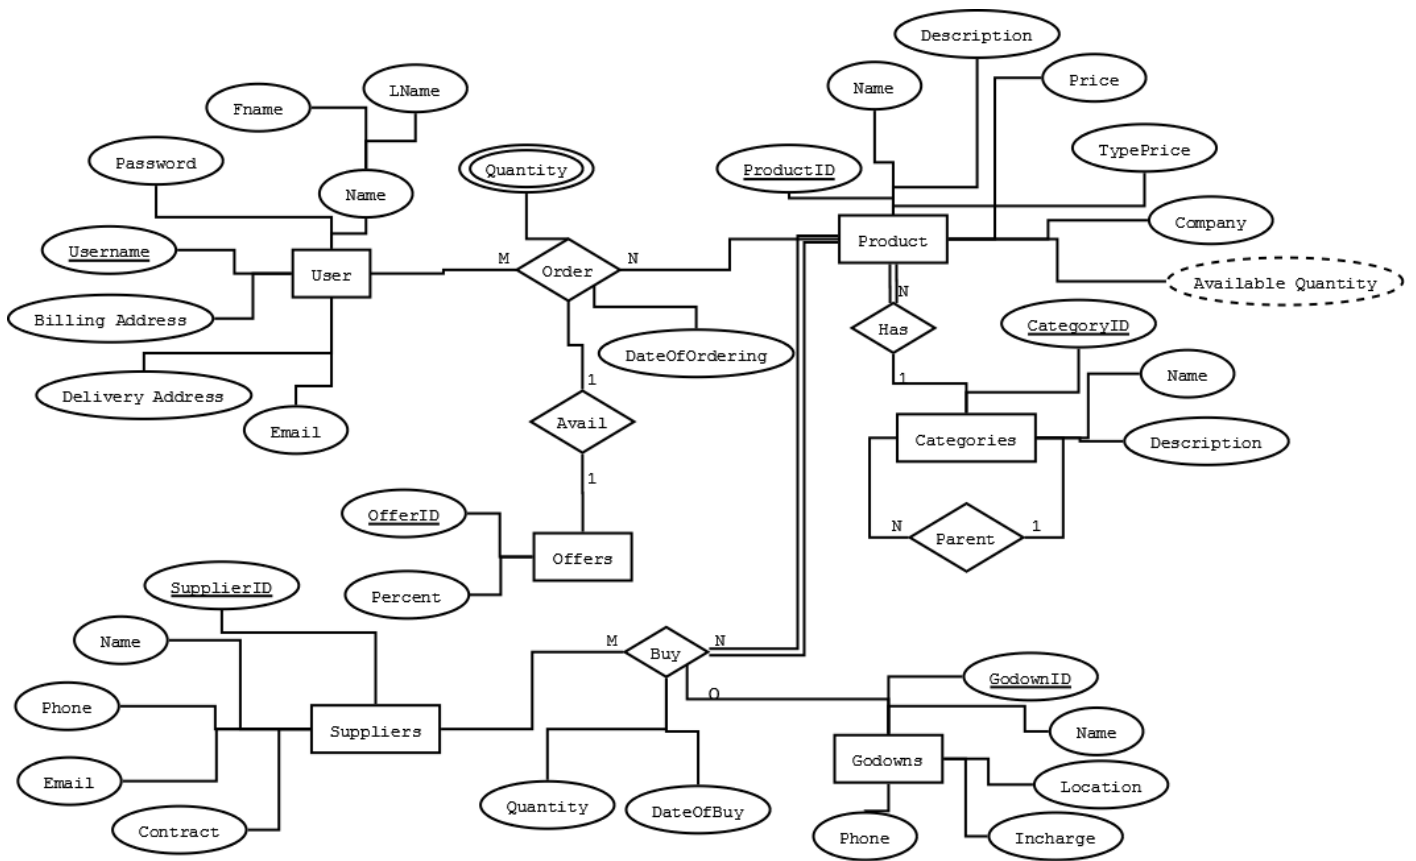 Description
Price
Name
LName
Fname
TypePrice
Password
Quantity
ProductID
Name
Company
Username
User
M
Order
N
Product
Available Quantity
Billing Address
N
Has
CategoryID
DateOfOrdering
Delivery Address
1
1
Name
Email
Avail
Categories
Description
1
OfferID
N
Parent
1
Offers
Percent
SupplierID
Name
M
Buy
N
GodownID
Phone
O
Suppliers
Name
Godowns
Email
Location
Quantity
DateOfBuy
Contract
Phone
Incharge